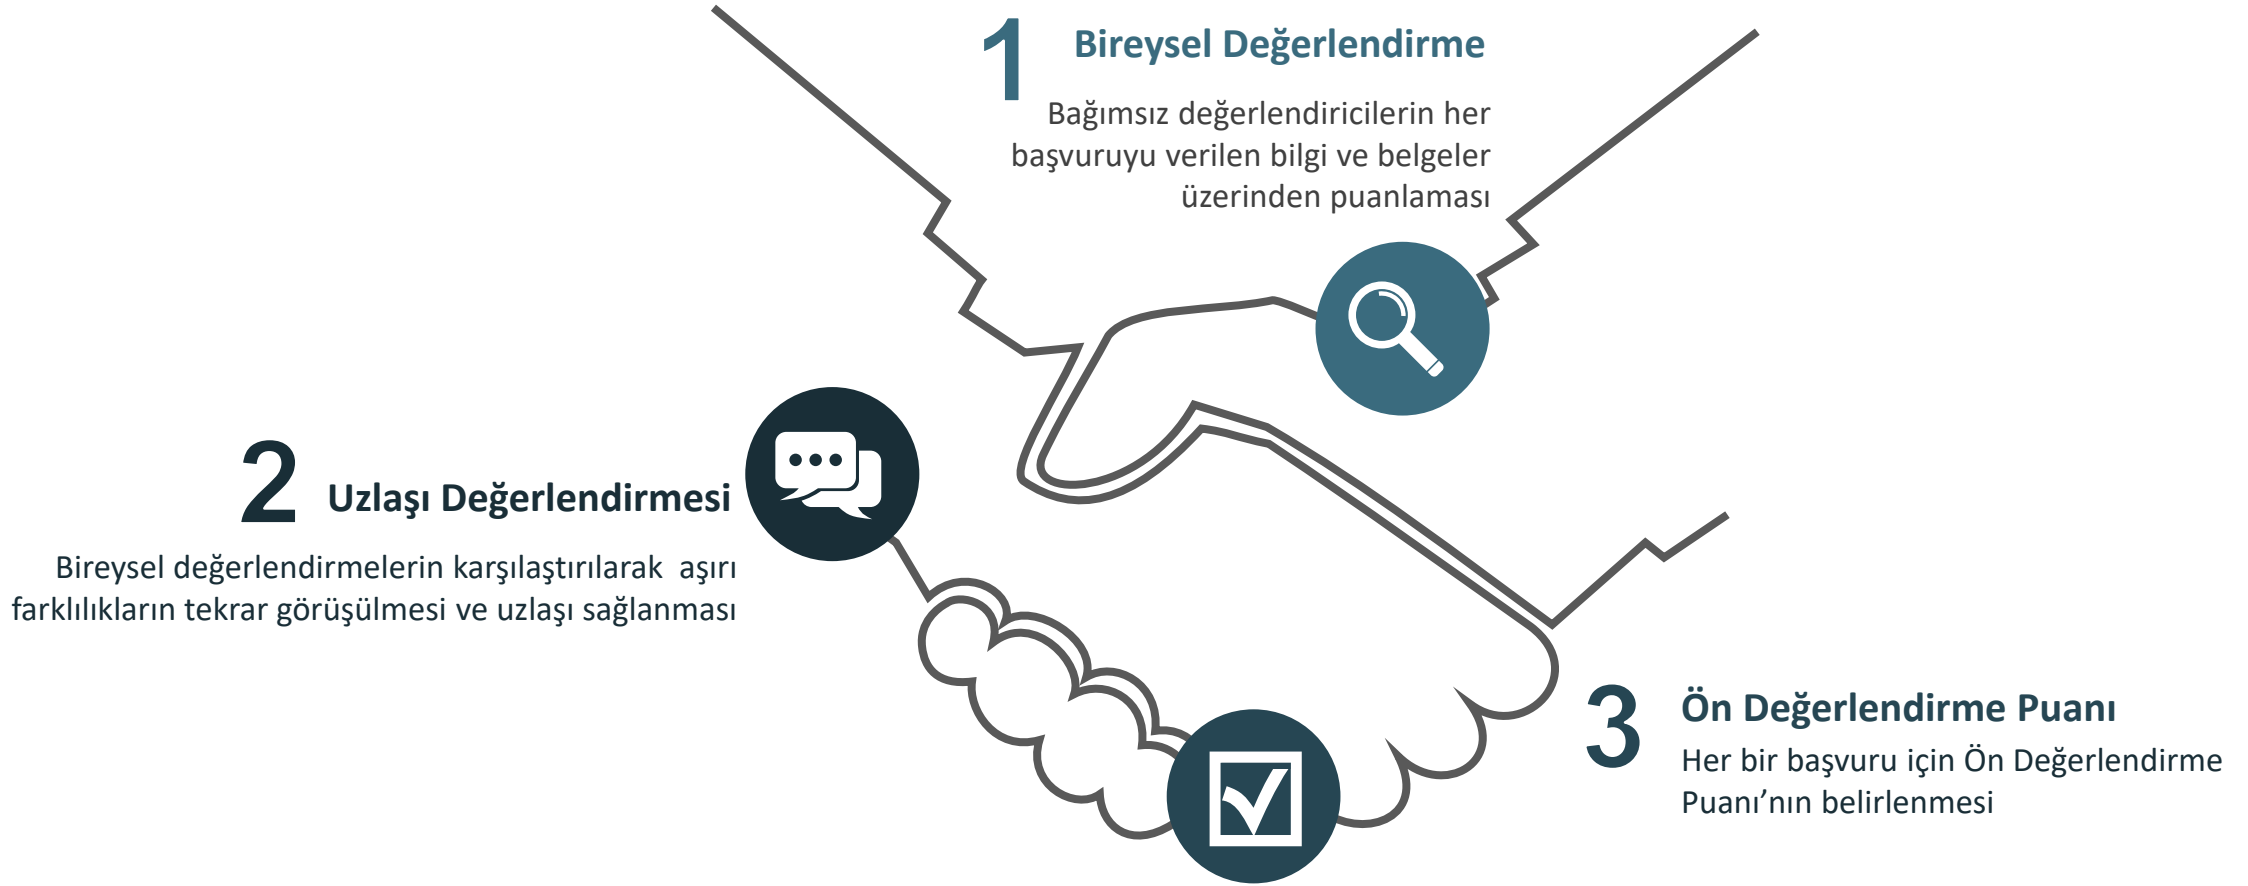 1
Bireysel Değerlendirme
Bağımsız değerlendiricilerin her
başvuruyu verilen bilgi ve belgeler
üzerinden puanlaması
2
Uzlaşı Değerlendirmesi
Bireysel değerlendirmelerin karşılaştırılarak aşırı
farklılıkların tekrar görüşülmesi ve uzlaşı sağlanması
3
Ön Değerlendirme Puanı
Her bir başvuru için Ön Değerlendirme
Puanı’nın belirlenmesi